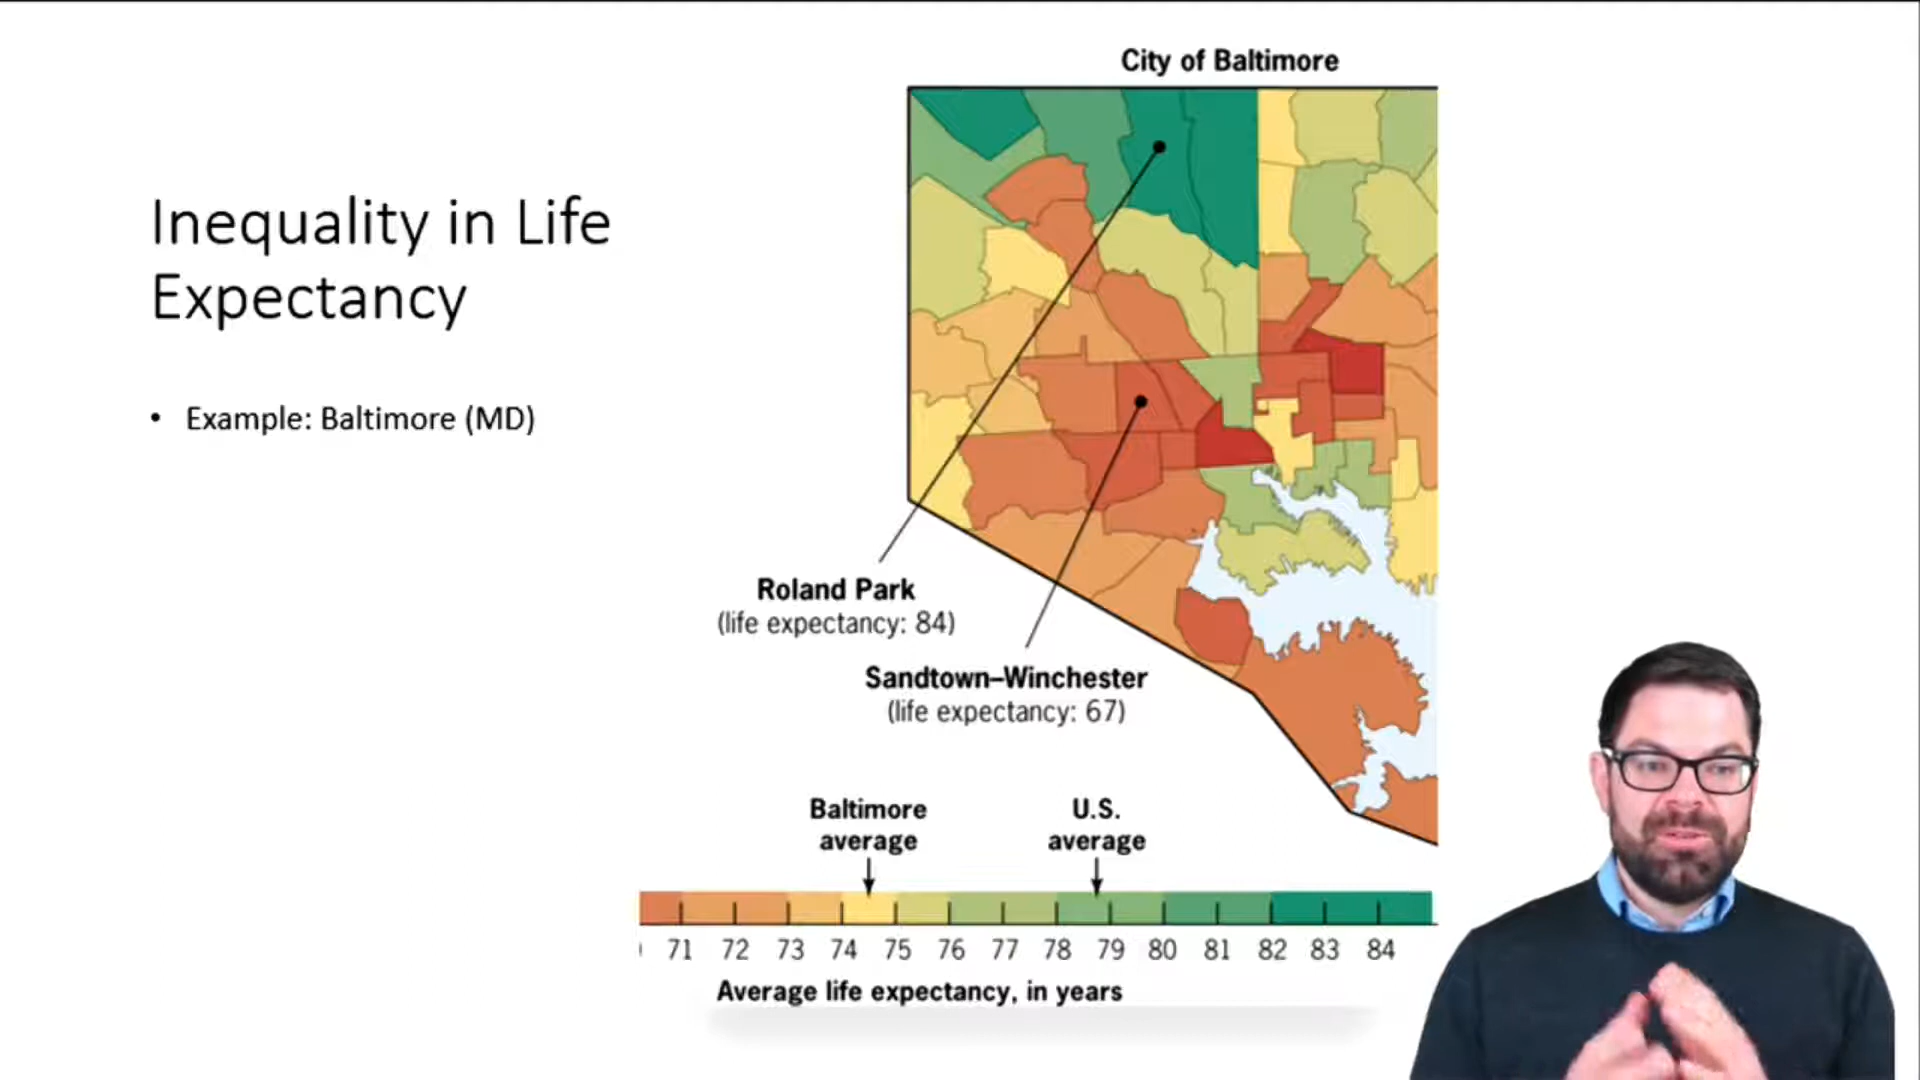 Inequality in Life
Expectancy
• Example: Baltimore (MD)
City of Baltimore
Roland Park
(life expectancy: 84)
Sandtown–Winchester
(life expectancy: 67)
Baltimore
average
U.S.
average
71 72 73 74 75 76 77 78 79 80 81 82 83 84
Average life expectancy, in years